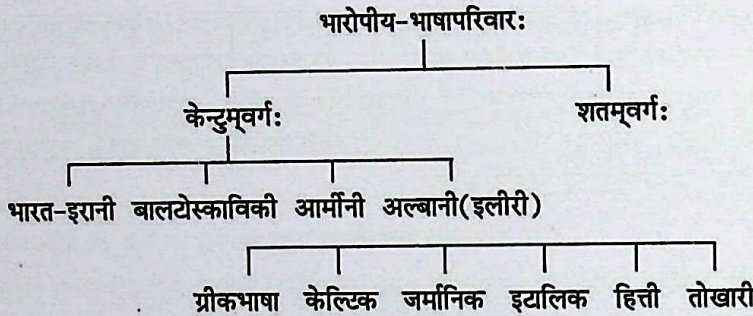 भारोपीय-भाषापरिवारः
केन्टुम्‌वर्गः शतम्‌वर्गः
भारत-इरानी बालटोस्काविकी आर्मीनी अल्बानी(इलीरी)
ग्रीकभाषा केल्टिक जर्मानिक इटालिक हित्ती तोखारी